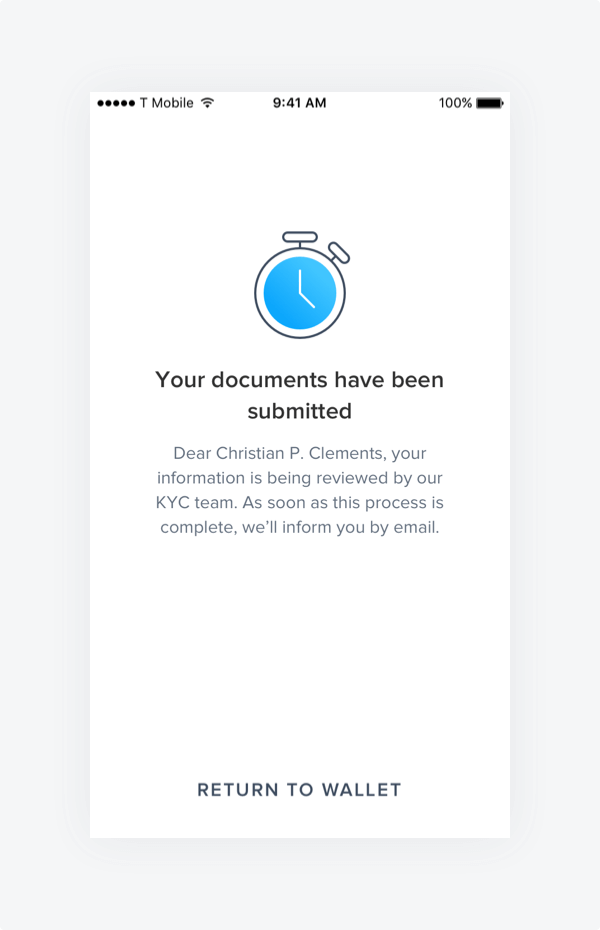 T Mobile 9:41 AM 100%
Your documents have been
submitted
Dear Christian P. Clements, your
information is being reviewed by our
KYC team. As soon as this process is
complete, we’ll inform you by email.
RETURN TO WALLET